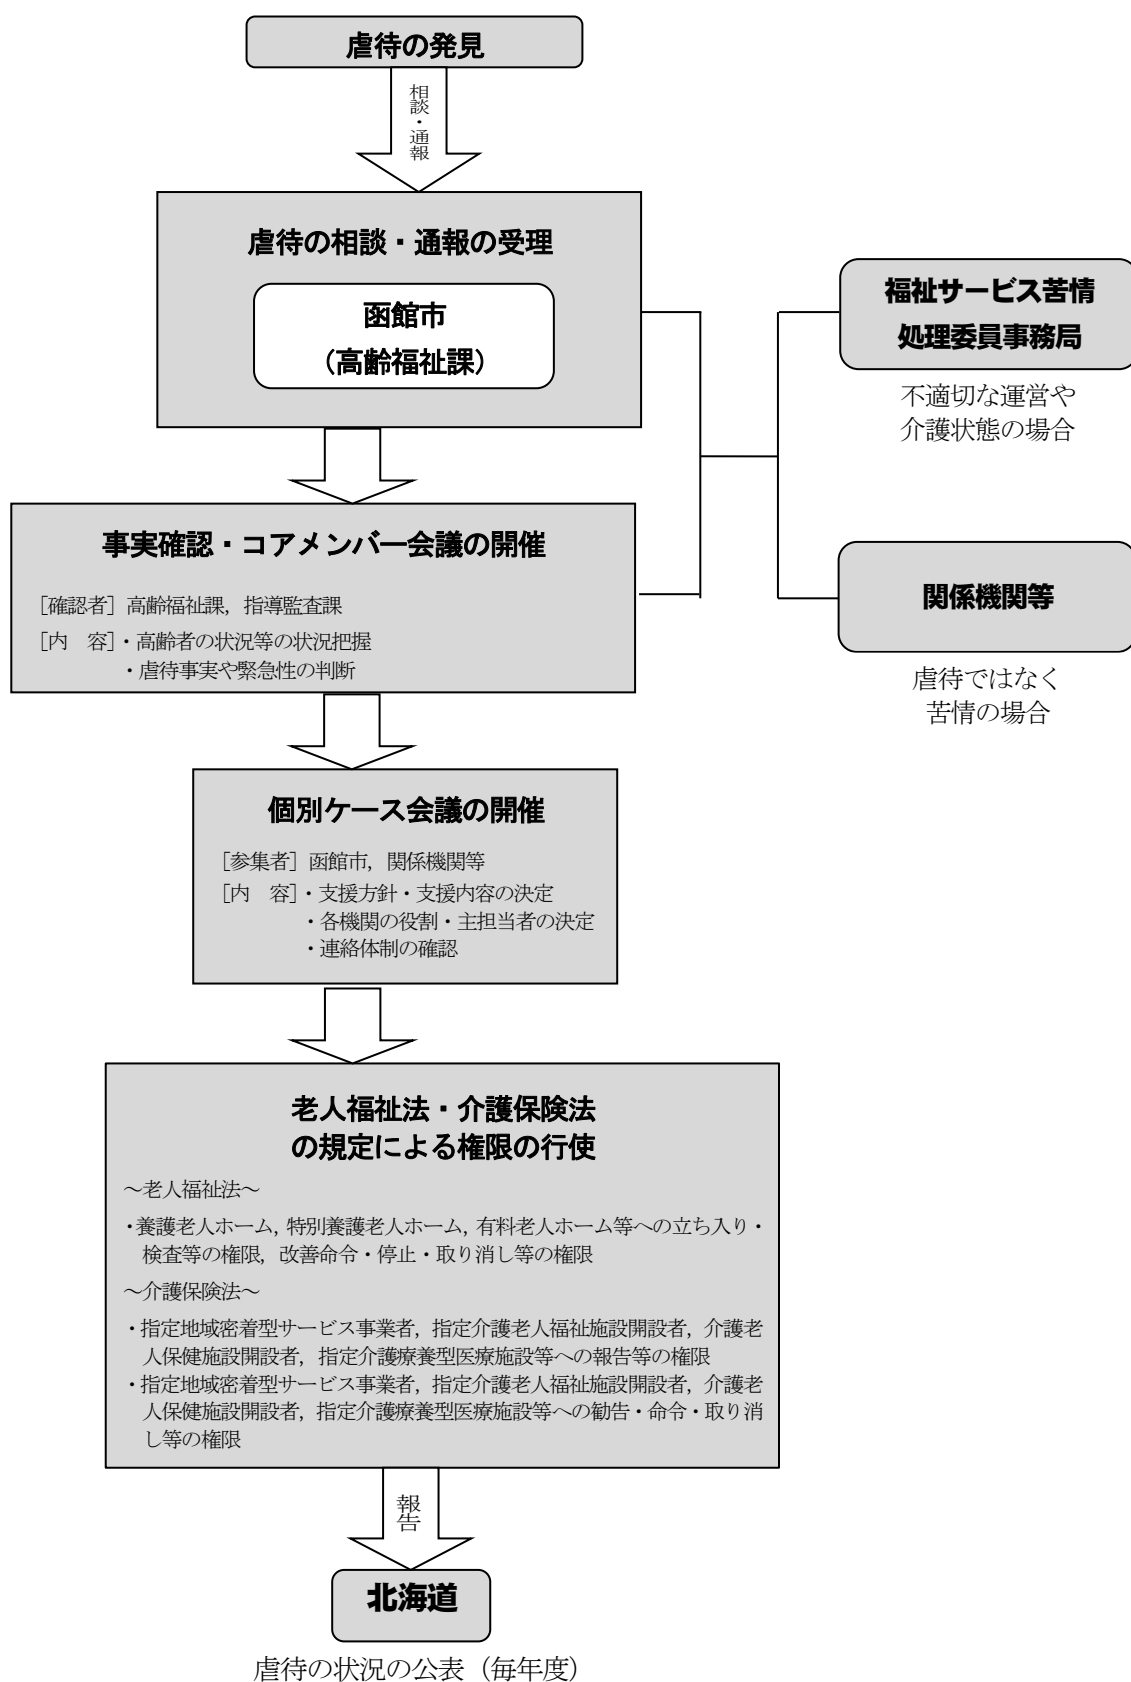 虐待の発見
相談・通報
虐待の相談・通報の受理
函館市
（高齢福祉課）
福祉サービス苦情
処理委員事務局
不適切な運営や
介護状態の場合
事実確認・コアメンバー会議の開催
［確認者］高齢福祉課，指導監査課
［内　容］・高齢者の状況等の状況把握
・虐待事実や緊急性の判断
関係機関等
虐待ではなく
苦情の場合
個別ケース会議の開催
［参集者］函館市，関係機関等
［内　容］・支援方針・支援内容の決定
・各機関の役割・主担当者の決定
・連絡体制の確認
老人福祉法・介護保険法
の規定による権限の行使
～老人福祉法～
・養護老人ホーム，特別養護老人ホーム，有料老人ホーム等への立ち入り・
検査等の権限，改善命令・停止・取り消し等の権限
～介護保険法～
・指定地域密着型サービス事業者，指定介護老人福祉施設開設者，介護老
人保健施設開設者，指定介護療養型医療施設等への報告等の権限
・指定地域密着型サービス事業者，指定介護老人福祉施設開設者，介護老
人保健施設開設者，指定介護療養型医療施設等への勧告・命令・取り消
し等の権限
報告
北海道
虐待の状況の公表（毎年度）